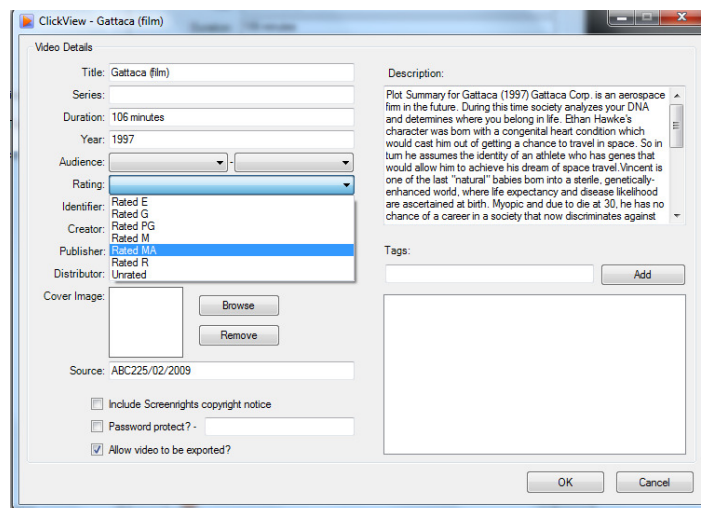 ClickView - Gattaca (film)
Video Details
Title: Gattaca (film)
Series:
Duration: 106 minutes
Year: 1997
Audience: -
Rating:
Rated E
Rated G
Rated PG
Rated M
Rated MA
Rated R
Unrated
Identifier:
Creator:
Publisher:
Distributor:
Cover Image:
Browse
Remove
Source: ABC225/02/2009
Include Screenrights copyright notice
Password protect? -
Allow video to be exported?
Description:
Plot Summary for Gattaca (1997) Gattaca Corp. is an aerospace
firm in the future. During this time society analyzes your DNA
and determines where you belong in life. Ethan Hawke's
character was born with a congenital heart condition which
would cast him out of getting a chance to travel in space. So in
turn he assumes the identity of an athlete who has genes that
would allow him to achieve his dream of space travel.Vincent is
one of the last "natural" babies born into a sterile, genetically-
enhanced world, where life expectancy and disease likelihood
are ascertained at birth. Myopic and due to die at 30, he has no
chance of a career in a society that now discriminates against
Tags:
Add
OK
Cancel